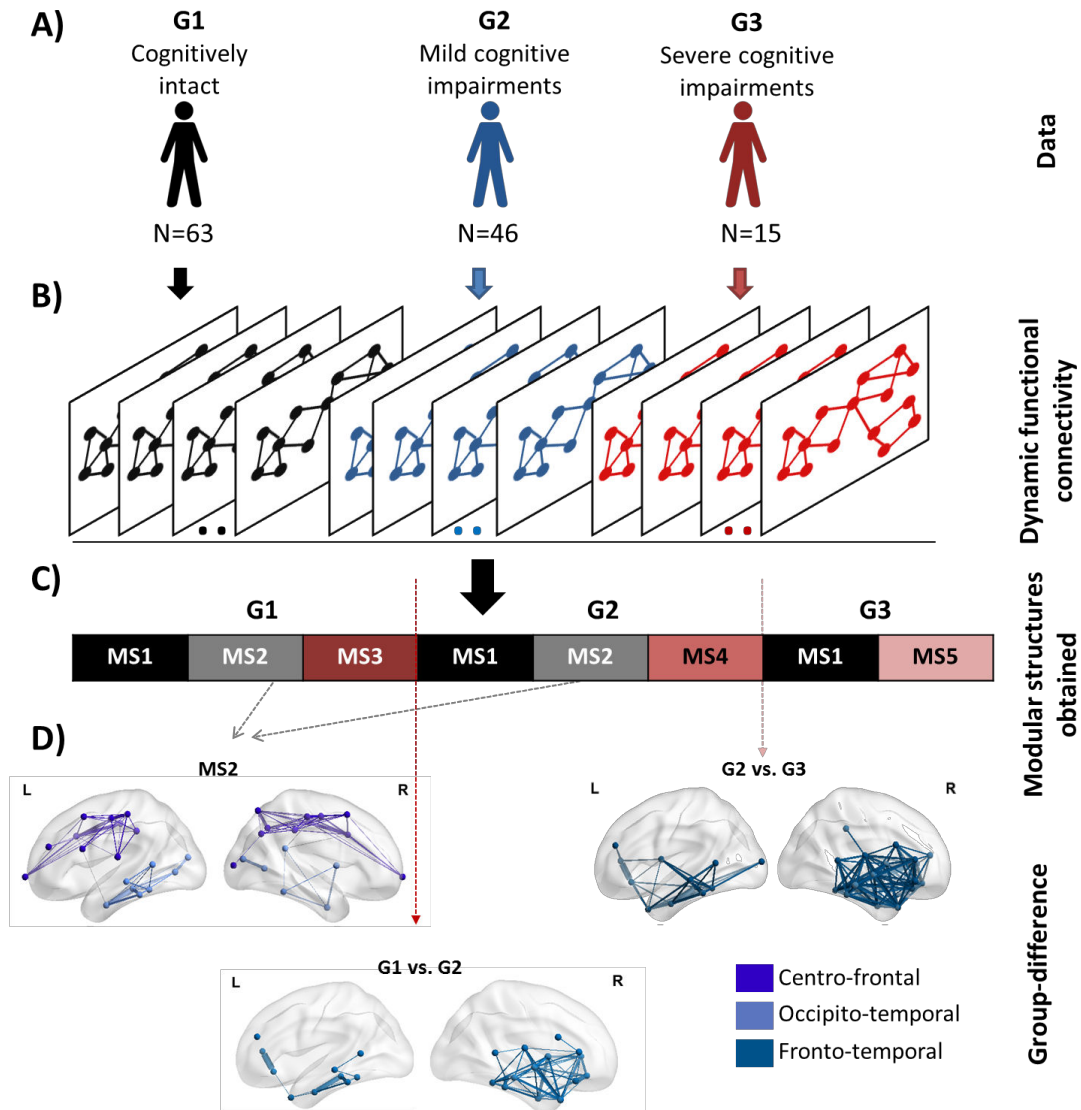 A)
G1
Cognitively
intact
N=63
G2
Mild cognitive
impairments
N=46
G3
Severe cognitive
impairments
N=15
Data
B)
Dynamic functional
connectivity
C)
G1
G2
G3
MS1
MS2
MS3
MS1
MS2
MS4
MS1
MS5
Modular structures
obtained
D)
MS2
L
R
G2 vs. G3
L
R
G1 vs. G2
L
R
Centro-frontal
Occipito-temporal
Fronto-temporal
Group-difference